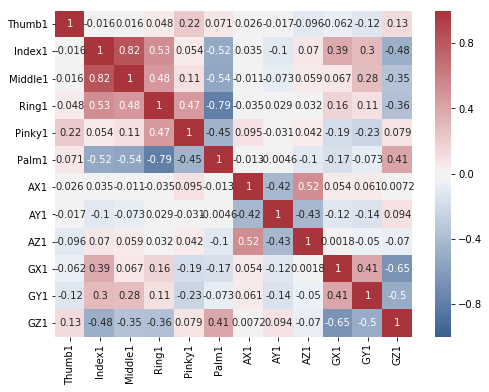 Thumb1 1 -0.016 0.016 0.048 0.22 0.071 0.026 -0.017 -0.096 -0.062 -0.12 0.13
0.8
Index1 -0.016 1 0.82 0.53 0.054 -0.52 0.035 -0.1 0.07 0.39 0.3 -0.48
Middle1 0.016 0.82 1 0.48 0.11 -0.54 -0.011 -0.073 0.059 0.067 0.28 -0.35
Ring1 0.048 0.53 0.48 1 0.47 -0.79 -0.035 0.029 0.032 0.16 0.11 -0.36
0.4
Pinky1 0.22 0.054 0.11 0.47 1 -0.45 0.095 -0.031 0.042 -0.19 -0.23 0.079
Palm1 0.071 -0.52 -0.54 -0.79 -0.45 1 -0.013 -0.0046 -0.1 -0.17 -0.073 0.41
0.0
AX1 0.026 0.035 -0.011 -0.035 0.095 -0.013 1 -0.42 0.52 0.054 0.061 0.0072
AY1 -0.017 -0.1 -0.073 0.029 -0.031 -0.0046 -0.42 1 -0.43 -0.12 -0.14 0.094
AZ1 -0.096 0.07 0.059 0.032 0.042 -0.1 0.52 -0.43 1 0.0018 -0.05 -0.07
−0.4
GX1 -0.062 0.39 0.067 0.16 -0.19 -0.17 0.054 -0.12 0.0018 1 0.41 -0.65
GY1 -0.12 0.3 0.28 0.11 -0.23 -0.073 0.061 -0.14 -0.05 0.41 1 -0.5
−0.8
GZ1 0.13 -0.48 -0.35 -0.36 0.079 0.41 0.0072 0.094 -0.07 -0.65 -0.5 1
Thumb1 Index1 Middle1 Ring1 Pinky1 Palm1 AX1 AY1 AZ1 GX1 GY1 GZ1